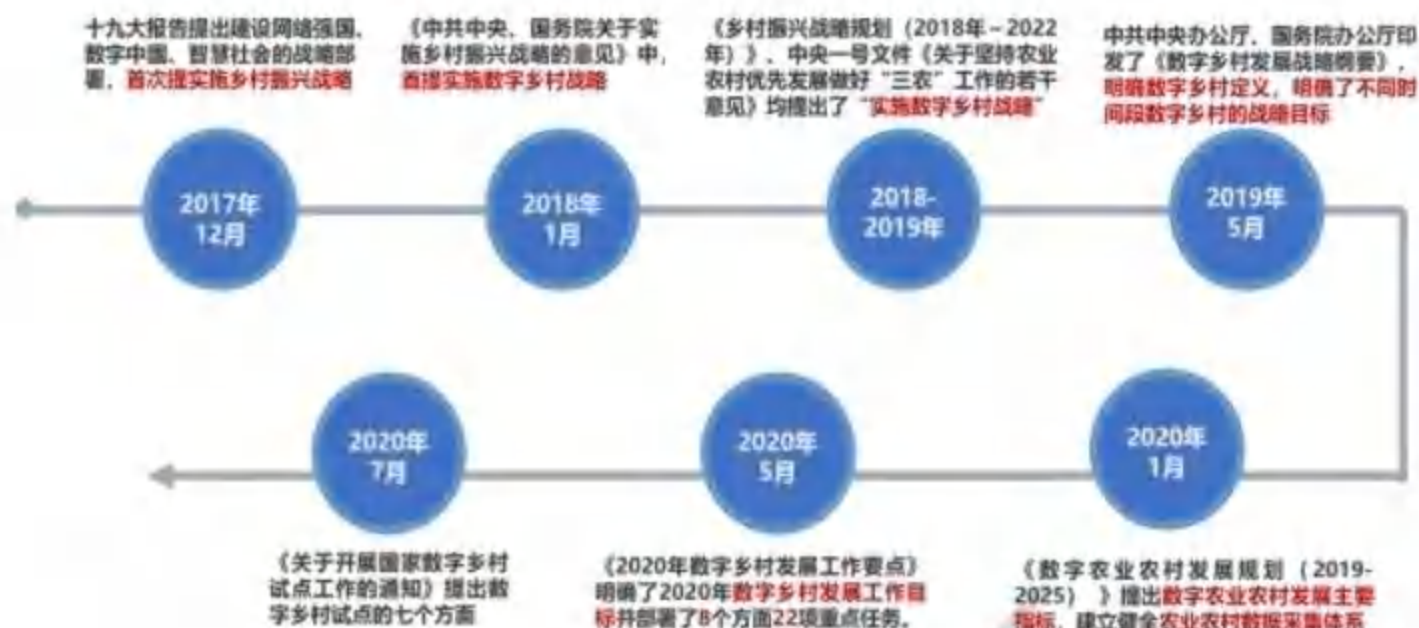 十九大报告提出建设网络强国、
数字中国、智慧社会的战略部
署，首次提实施乡村振兴战略
2017年
12月
《中共中央、国务院关于实
施乡村振兴战略的意见》中，
首提实施数字乡村战略
2018年
1月
《乡村振兴战略规划（2018年-2022
年）》、中央一号文件《关于坚持农业
农村优先发展做好“三农”工作的若干
意见》均提出了“实施数字乡村战略”
2018-
2019年
中共中央办公厅、国务院办公厅印
发了《数字乡村发展战略纲要》，
明确数字乡村定义，明确了不同时
间段数字乡村的战略目标
2019年
5月
2020年
1月
《数字农业农村发展规划（2019-
2025）》提出数字农业农村发展主要
指标，建立健全农业农村数据采集体系
2020年
5月
《2020年数字乡村发展工作要点》
明确了2020年数字乡村发展工作目
标并部署了8个方面22项重点任务。
2020年
7月
《关于开展国家数字乡村
试点工作的通知》提出数
字乡村试点的七个方面